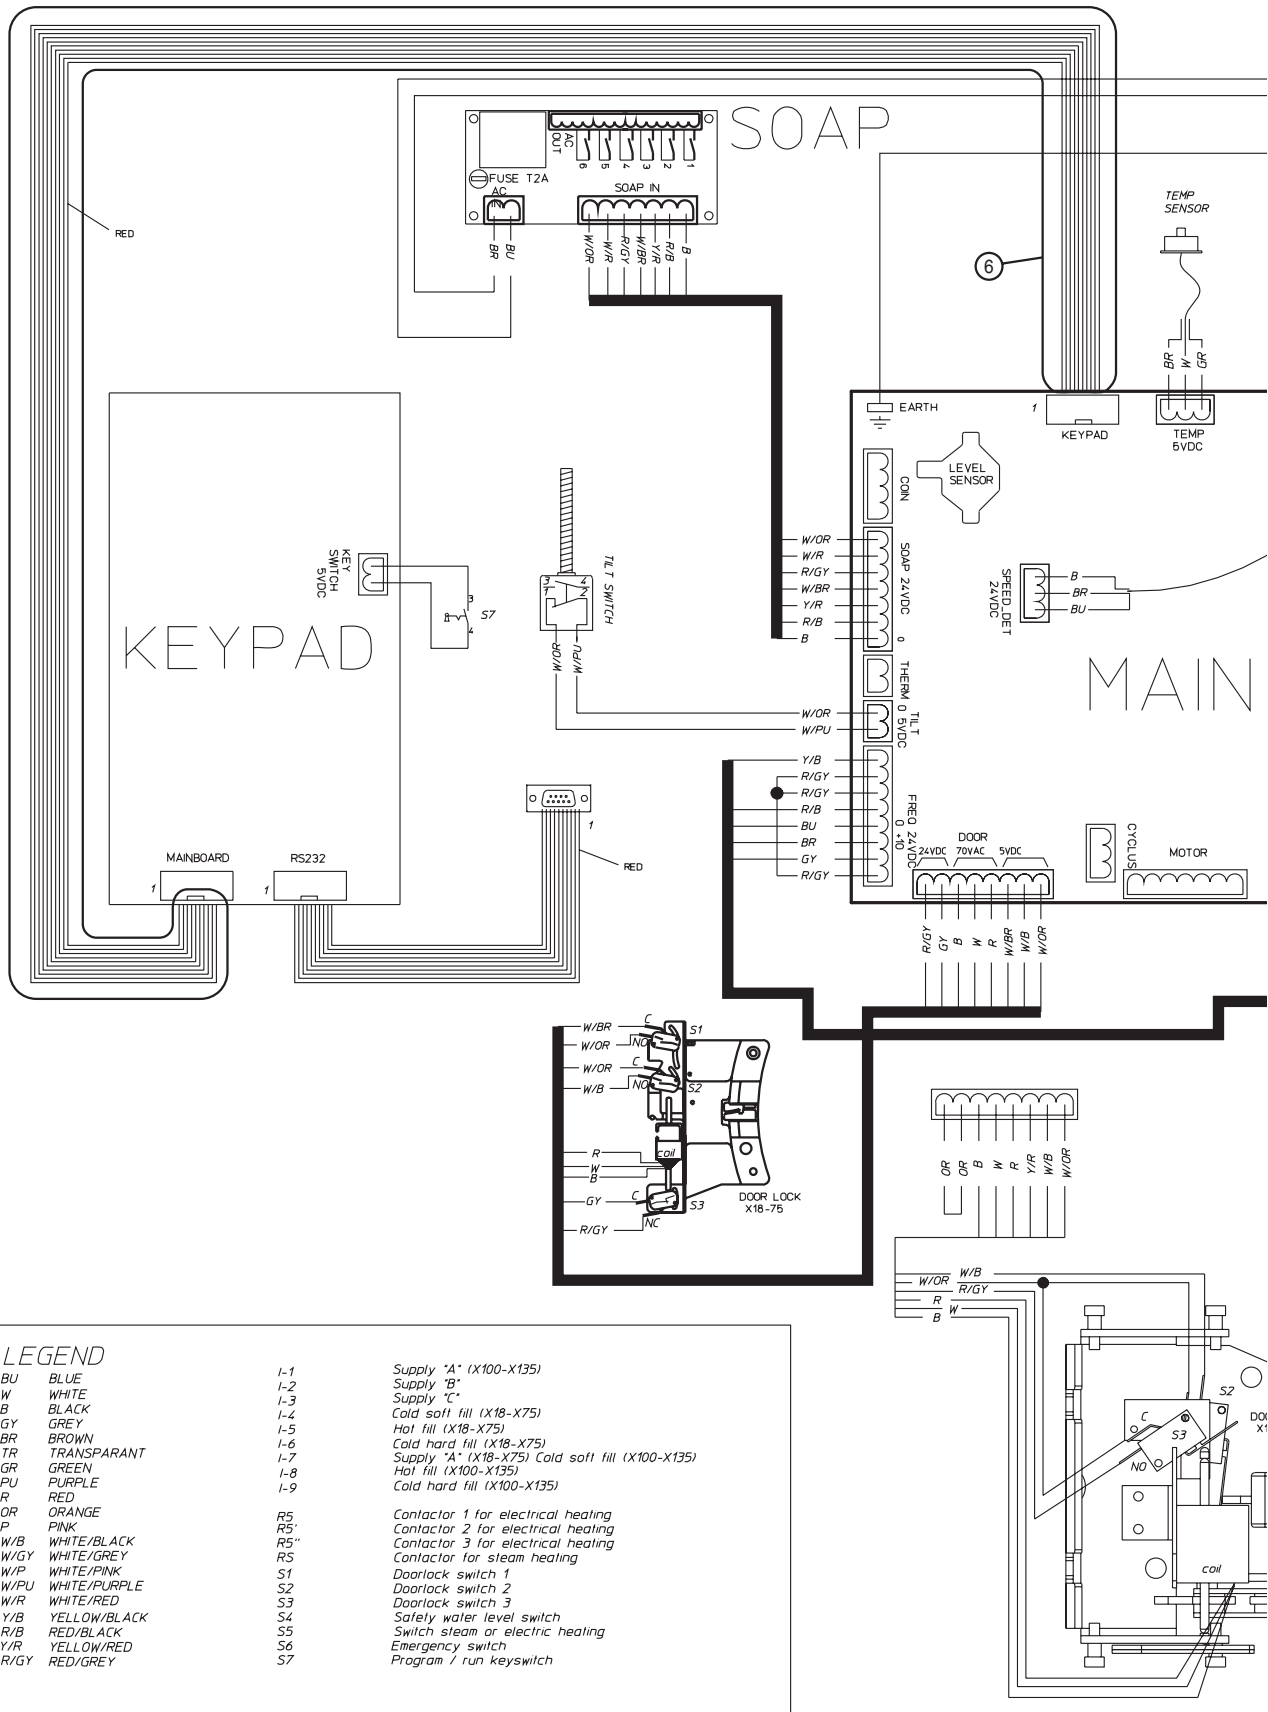 SOAP
AC
OUT
6
5
4
3
2
1
FUSE T2A
AC
IN
SOAP IN
BR
BU
W/OR
W/R
R/GY
W/BR
Y/R
R/B
B
RED
6
TEMP
SENSOR
BR
W
GR
EARTH
1
KEYPAD
TEMP
5VDC
LEVEL
SENSOR
COIN
KEY
SWITCH
5VDC
3
S7
4
KEYPAD
TILT SWITCH
3
4
1
2
W/OR
W/PU
W/OR
W/R
R/GY
W/BR
Y/R
R/B
B
SOAP 24VDC
0
SPEED_DET
24VDC
B
BR
BU
MAIN
THERM
W/OR
W/PU
TILT
0 5VDC
Y/B
R/GY
R/GY
R/B
BU
BR
GY
R/GY
FREQ 24VDC
0 +10
DOOR
24VDC
70VAC
5VDC
CYCLUS
MOTOR
MAINBOARD
RS232
1
1
1
RED
R/GY
GY
B
W
R
W/BR
W/B
W/OR
W/BR
C
S1
W/OR
NO
W/OR
C
W/B
NO
S2
R
W
B
coil
GY
C
S3
R/GY
NC
DOOR LOCK
X18-75
OR
OR
B
W
R
Y/R
W/B
W/OR
W/B
W/OR
R/GY
R
W
B
S2
C
S3
NO
coil
DOO
X1
LEGEND
BU BLUE
W WHITE
B BLACK
GY GREY
BR BROWN
TR TRANSPARANT
GR GREEN
PU PURPLE
R RED
OR ORANGE
P PINK
W/B WHITE/BLACK
W/GY WHITE/GREY
W/P WHITE/PINK
W/PU WHITE/PURPLE
W/R WHITE/RED
Y/B YELLOW/BLACK
R/B RED/BLACK
Y/R YELLOW/RED
R/GY RED/GREY
I-1 Supply "A" (X100-X135)
I-2 Supply "B"
I-3 Supply "C"
I-4 Cold soft fill (X18-X75)
I-5 Hot fill (X18-X75)
I-6 Cold hard fill (X18-X75)
I-7 Supply "A" (X18-X75) Cold soft fill (X100-X135)
I-8 Hot fill (X100-X135)
I-9 Cold hard fill (X100-X135)
R5 Contactor 1 for electrical heating
R5' Contactor 2 for electrical heating
R5" Contactor 3 for electrical heating
RS Contactor for steam heating
S1 Doorlock switch 1
S2 Doorlock switch 2
S3 Doorlock switch 3
S4 Safety water level switch
S5 Switch steam or electric heating
S6 Emergency switch
S7 Program / run keyswitch